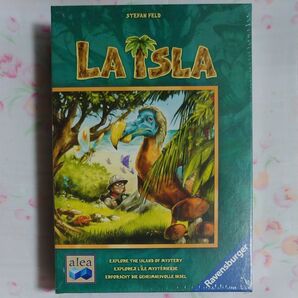 STEFAN FELD
LA ISLA
EXPLORE THE ISLAND OF MYSTERY
EXPLOREZ L'ÎLE MYSTÉRIEUSE
ERFORSCHT DIE GEHEIMNISVOLLE INSEL
alea
Ravensburger